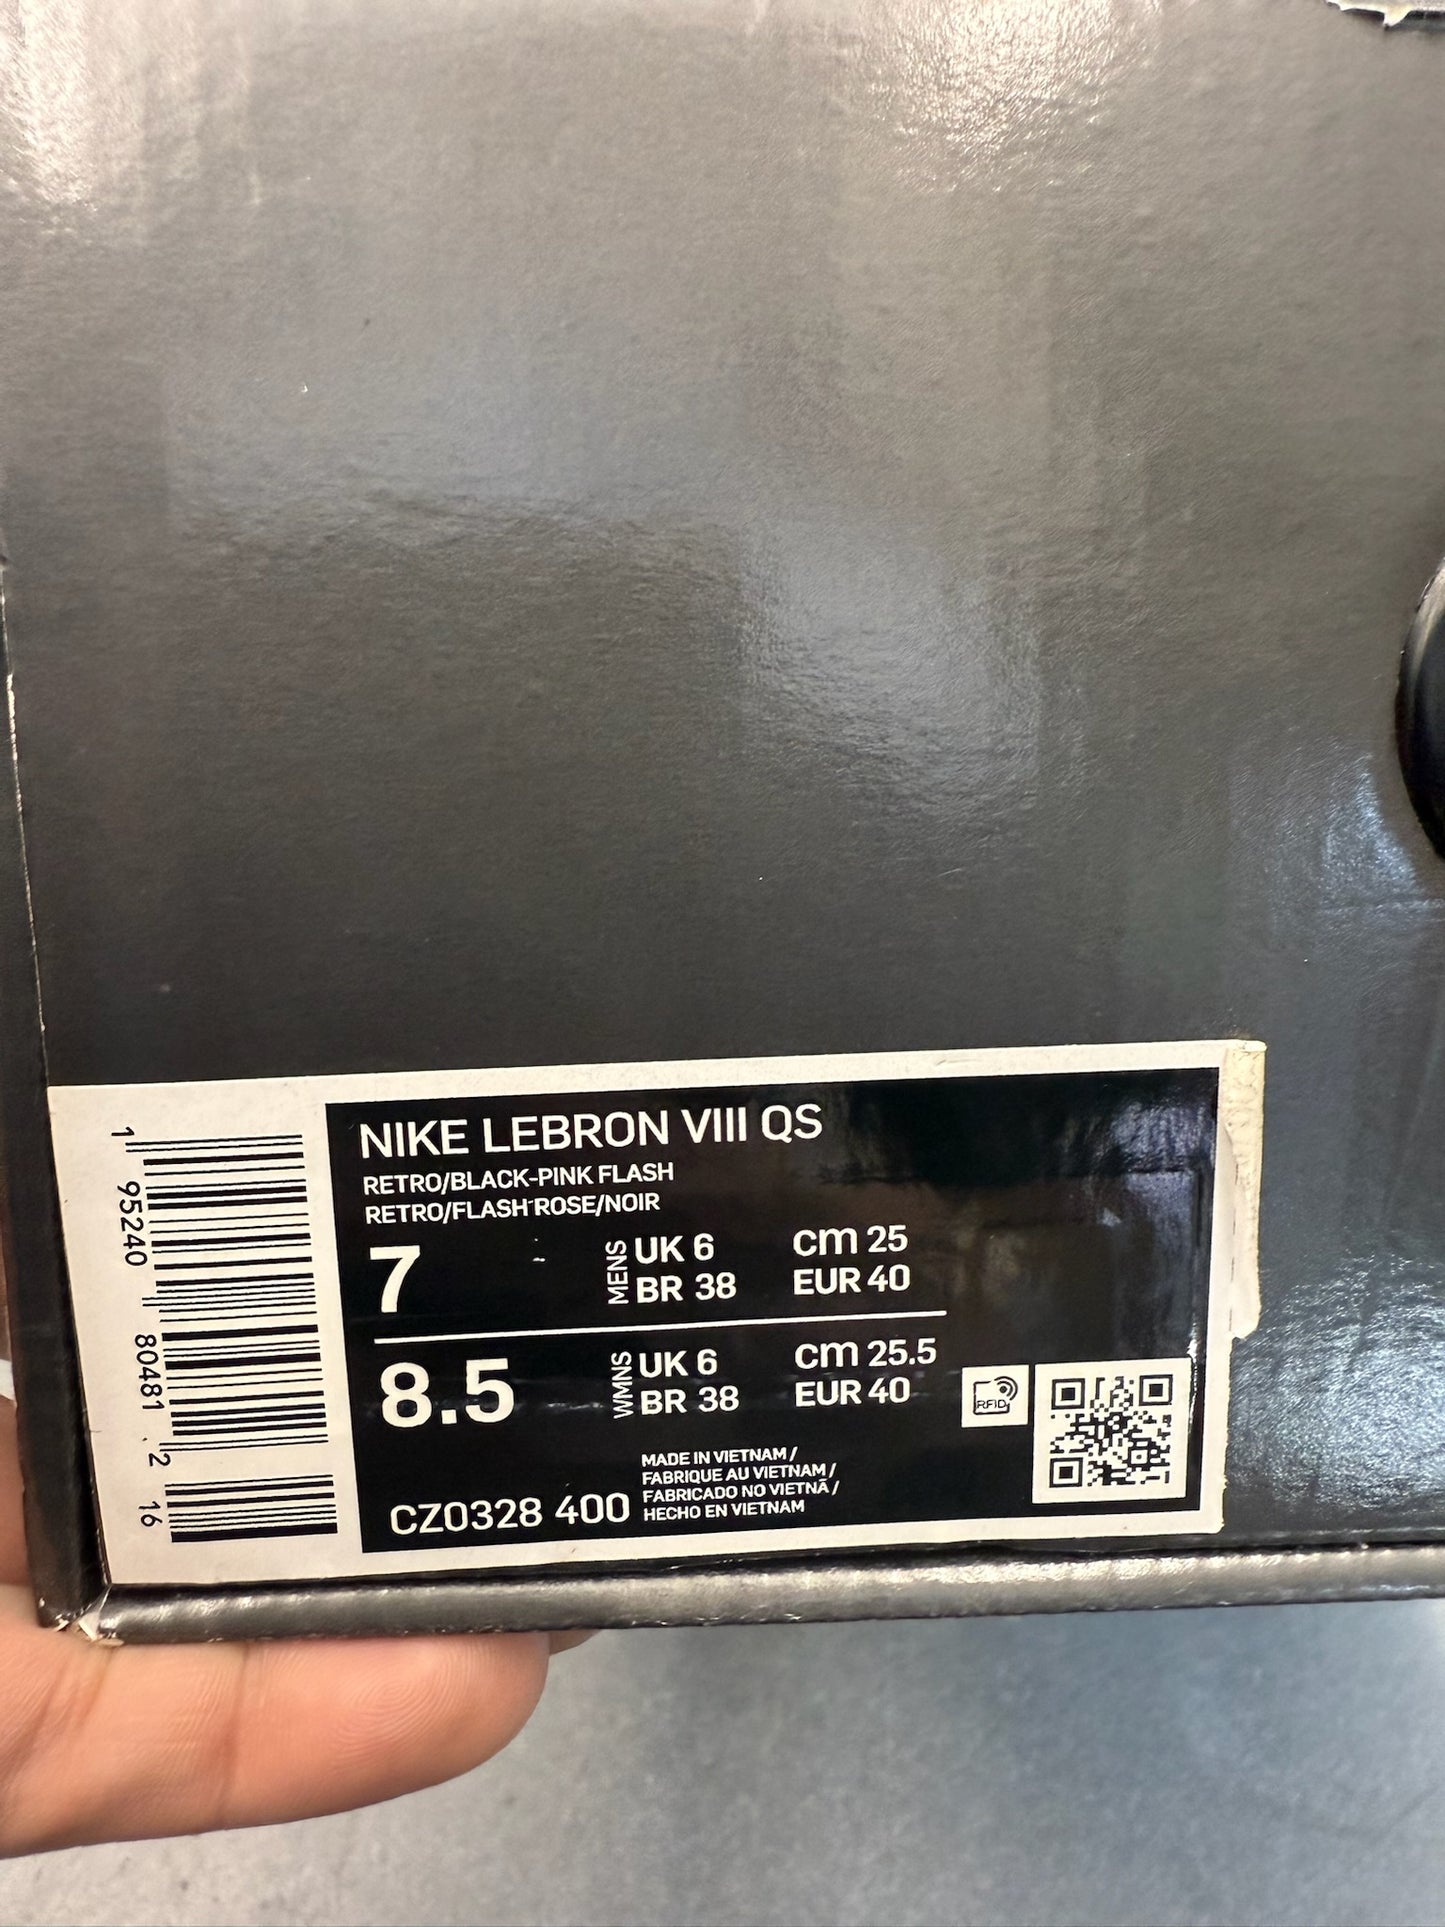 NIKE LEBRON VIII QS
RETRO/BLACK-PINK FLASH
RETRO/FLASH ROSE/NOIR
7 MENS UK 6 cm 25
BR 38 EUR 40
8.5 WMNS UK 6 cm 25.5
BR 38 EUR 40
RFID
MADE IN VIETNAM /
FABRIQUE AU VIETNAM /
FABRICADO NO VIETNÃ /
HECHO EN VIETNAM
CZ0328 400
1 95240 80481 2 16